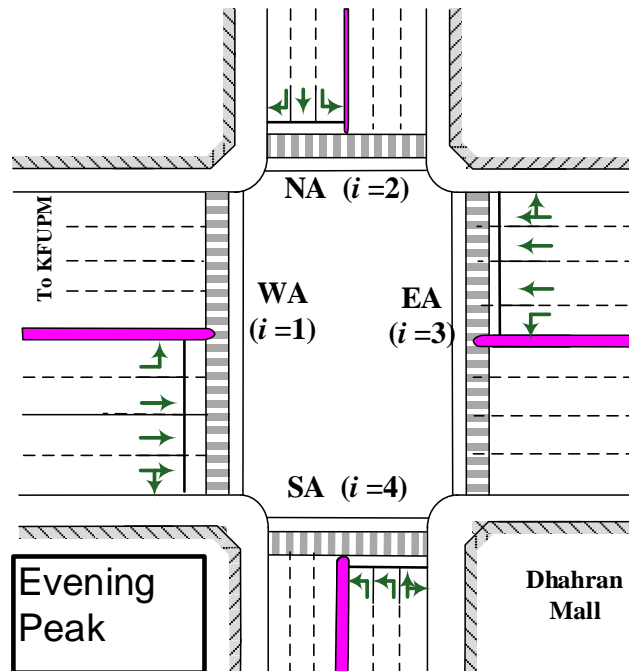 NA (i =2)
To KFUPM
WA
(i =1)
EA
(i =3)
SA (i =4)
Evening
Peak
Dhahran
Mall